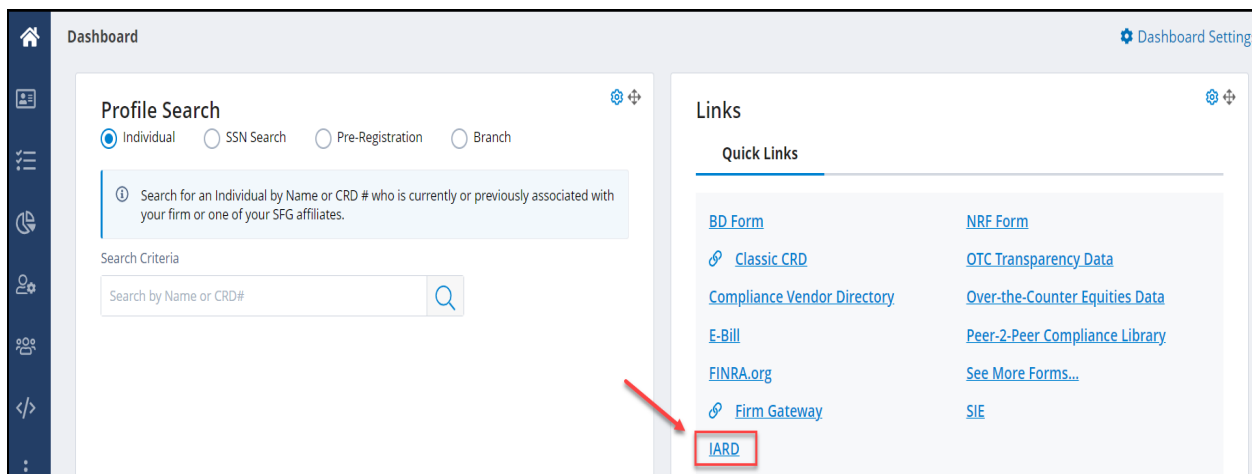 Dashboard
Dashboard Setting
Profile Search
Individual
SSN Search
Pre-Registration
Branch
Search for an Individual by Name or CRD # who is currently or previously associated with
your firm or one of your SFG affiliates.
Search Criteria
Search by Name or CRD#
Links
Quick Links
BD Form
Classic CRD
Compliance Vendor Directory
E-Bill
FINRA.org
Firm Gateway
IARD
NRF Form
OTC Transparency Data
Over-the-Counter Equities Data
Peer-2-Peer Compliance Library
See More Forms...
SIE